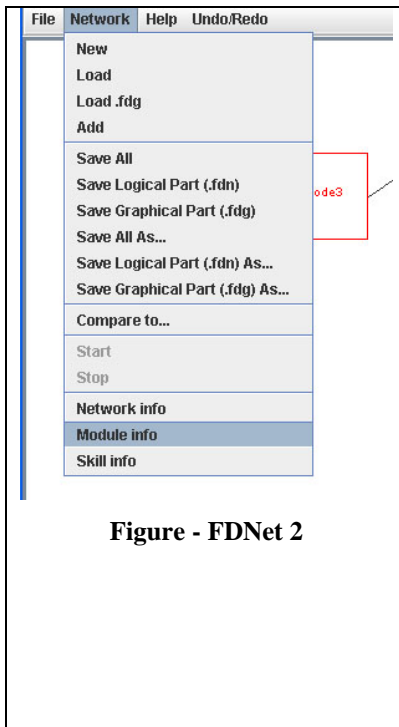 File Network Help Undo/Redo
New
Load
Load .fdg
Add
Save All
Save Logical Part (.fdn)
ode3
Save Graphical Part (.fdg)
Save All As...
Save Logical Part (.fdn) As...
Save Graphical Part (.fdg) As...
Compare to...
Start
Stop
Network info
Module info
Skill info
Figure - FDNet 2